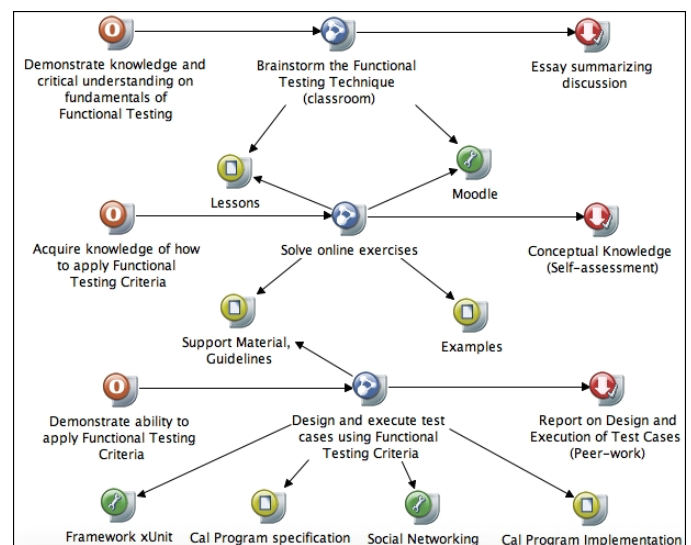 Demonstrate knowledge and
critical understanding on
fundamentals of
Functional Testing
Brainstorm the Functional
Testing Technique
(classroom)
Essay summarizing
discussion
Lessons
Moodle
Acquire knowledge of how
to apply Functional
Testing Criteria
Solve online exercises
Conceptual Knowledge
(Self-assessment)
Support Material,
Guidelines
Examples
Demonstrate ability to
apply Functional Testing
Criteria
Design and execute test
cases using Functional
Testing Criteria
Report on Design and
Execution of Test Cases
(Peer-work)
Framework xUnit
Cal Program specification
Social Networking
Cal Program Implementation